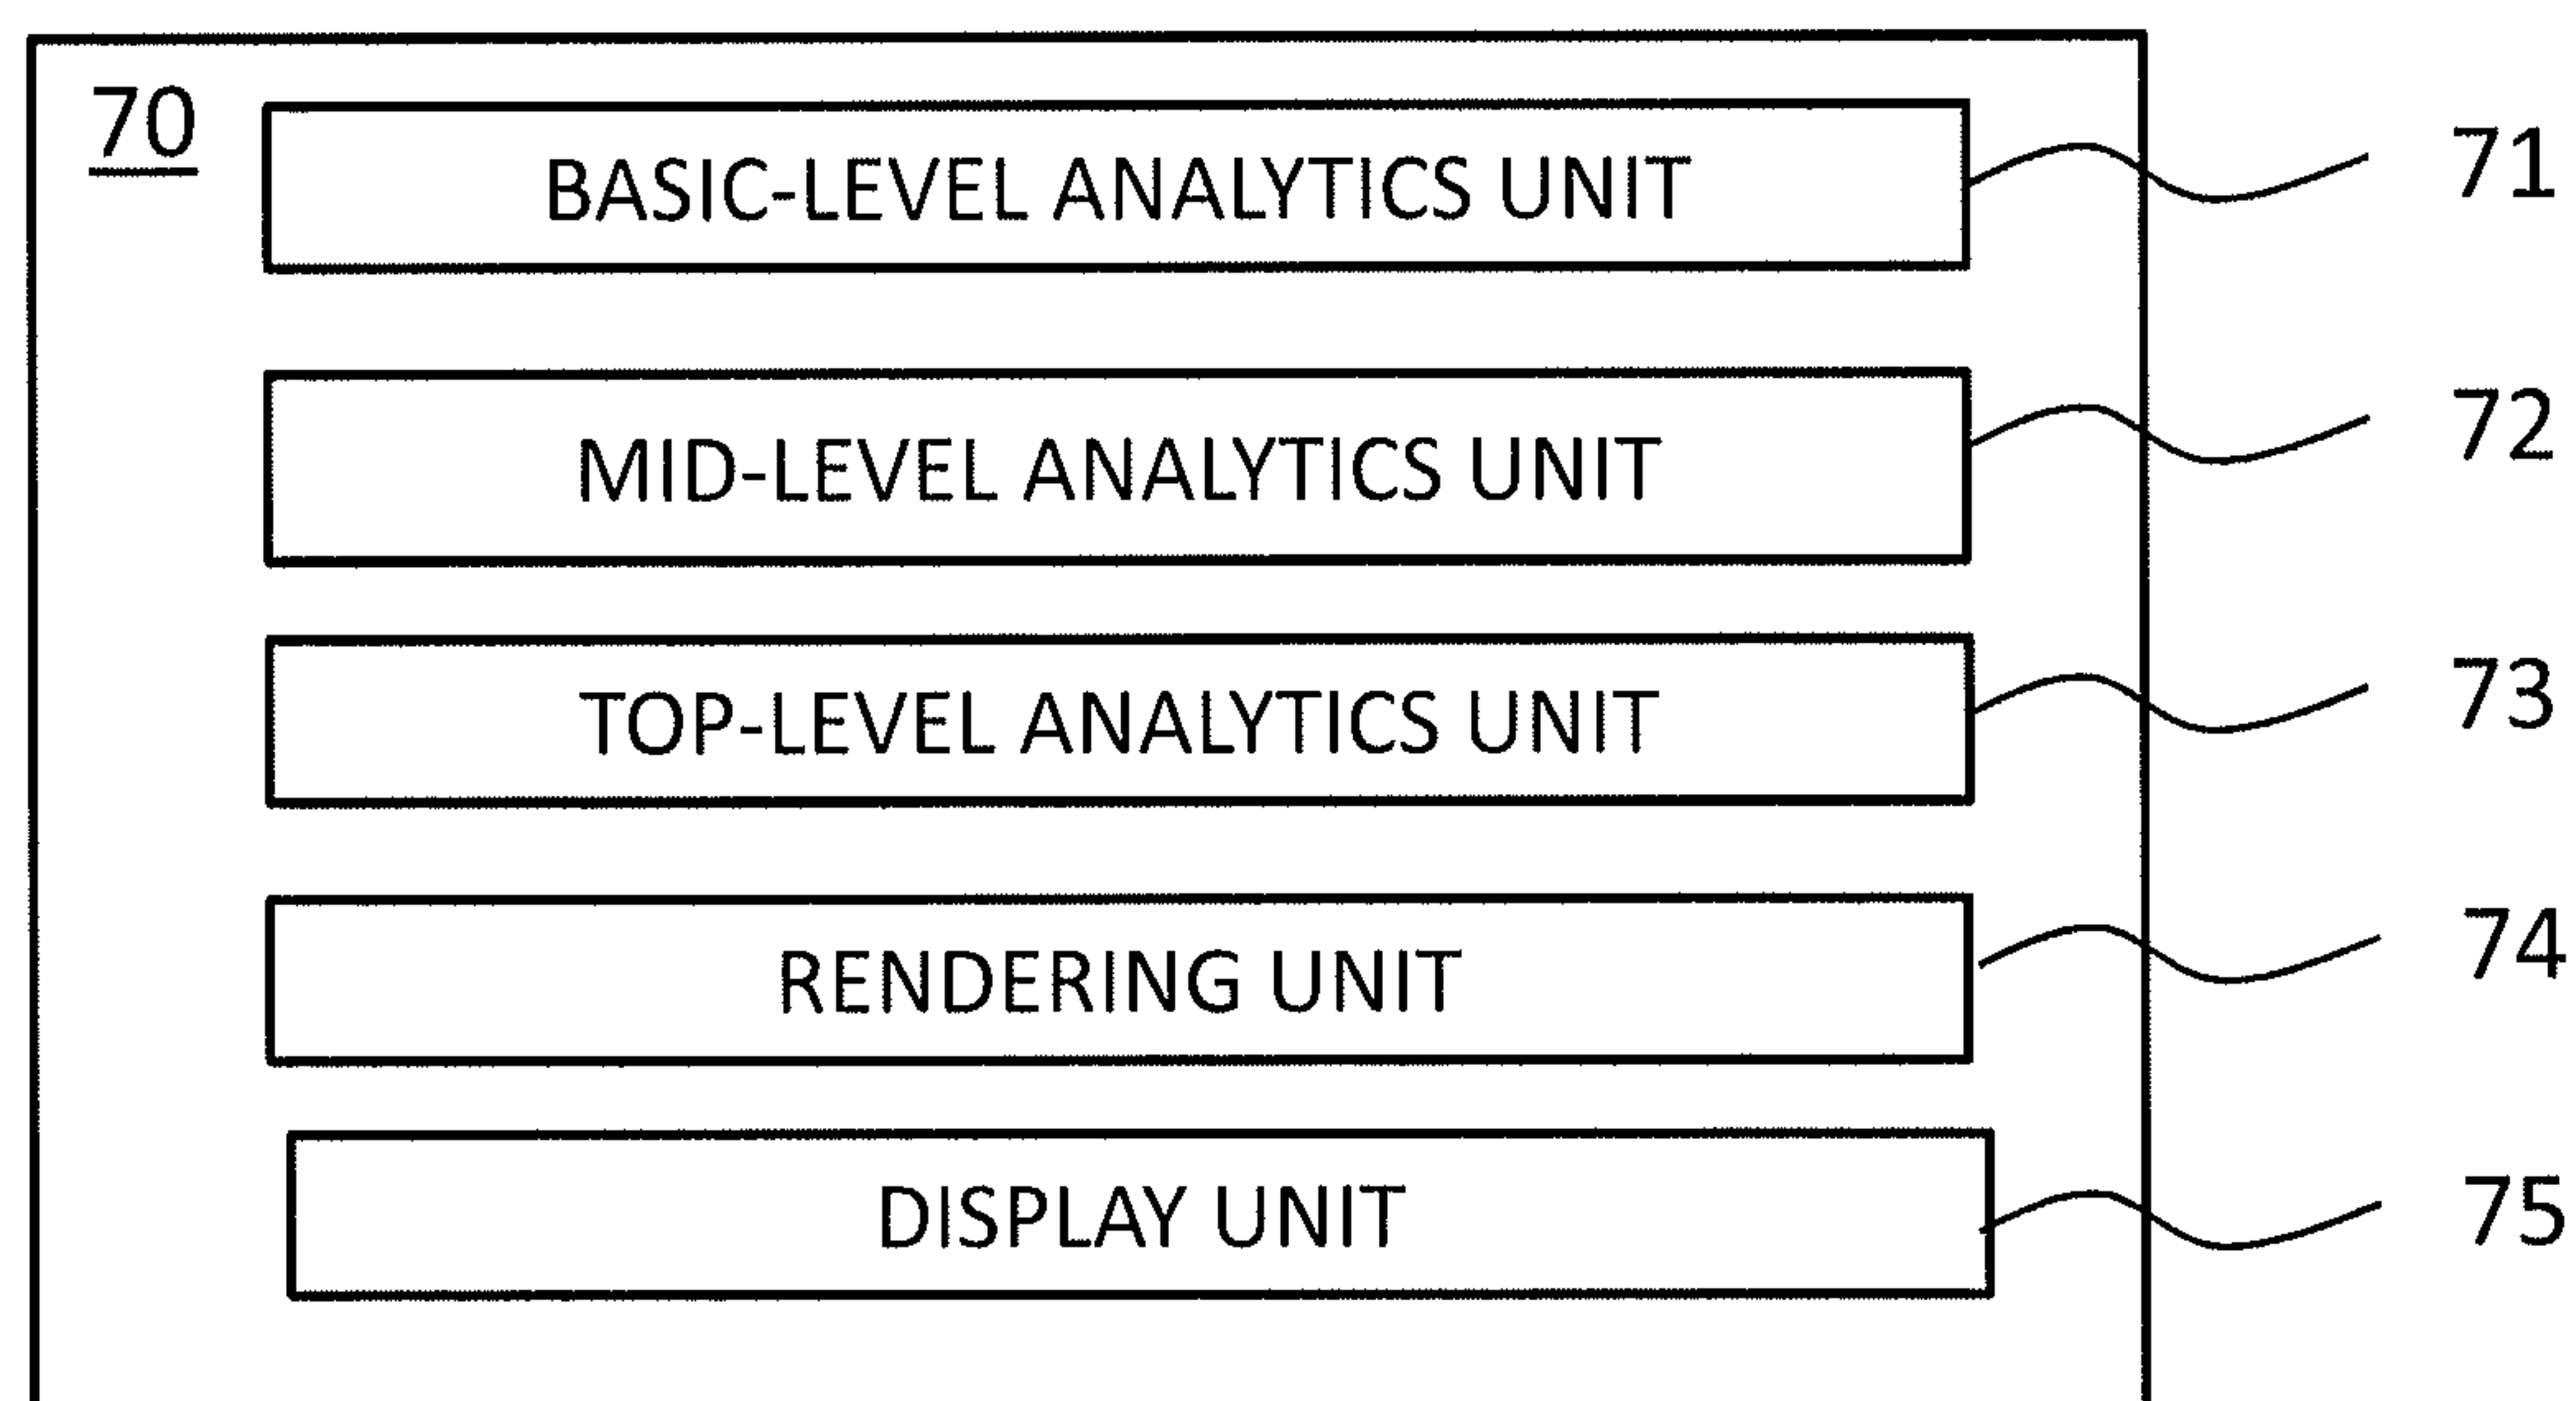 70
BASIC-LEVEL ANALYTICS UNIT 71
MID-LEVEL ANALYTICS UNIT 72
TOP-LEVEL ANALYTICS UNIT 73
RENDERING UNIT 74
DISPLAY UNIT 75